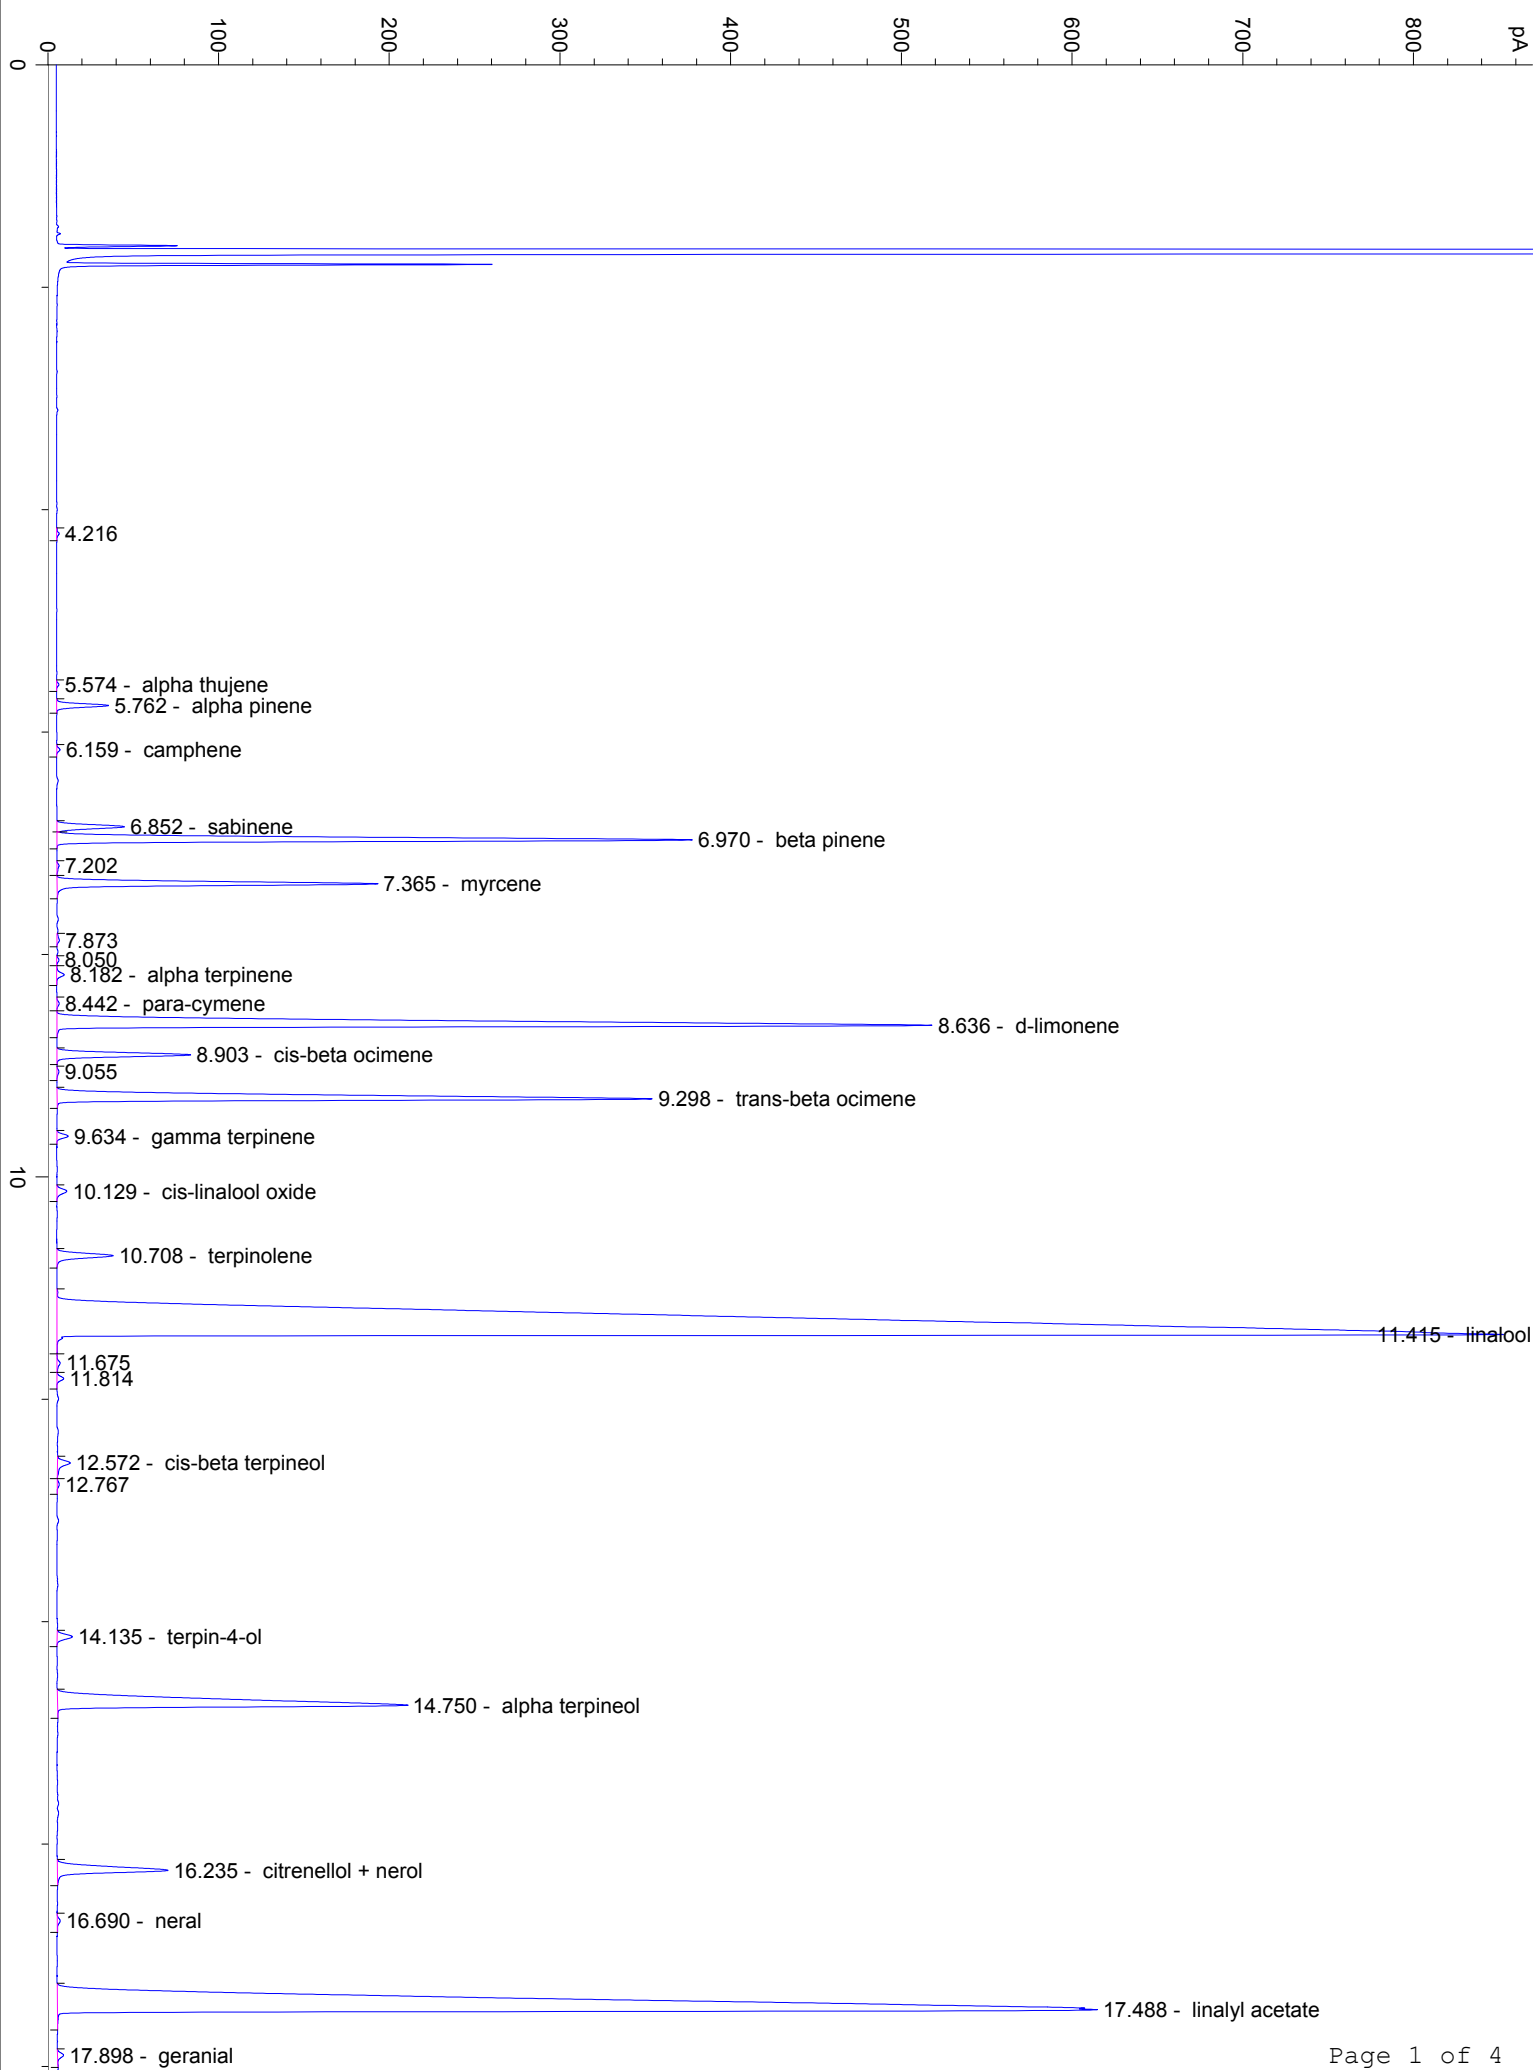 0
100
200
300
400
500
600
700
800
pA
0
4.216
5.574 - alpha thujene
5.762 - alpha pinene
6.159 - camphene
6.852 - sabinene
6.970 - beta pinene
7.202
7.365 - myrcene
7.873
8.050
8.182 - alpha terpinene
8.442 - para-cymene
8.636 - d-limonene
8.903 - cis-beta ocimene
9.055
9.298 - trans-beta ocimene
9.634 - gamma terpinene
10
10.129 - cis-linalool oxide
10.708 - terpinolene
11.415 - linalool
11.675
11.814
12.572 - cis-beta terpineol
12.767
14.135 - terpin-4-ol
14.750 - alpha terpineol
16.235 - citrenellol + nerol
16.690 - neral
17.488 - linalyl acetate
17.898 - geranial
Page 1 of 4